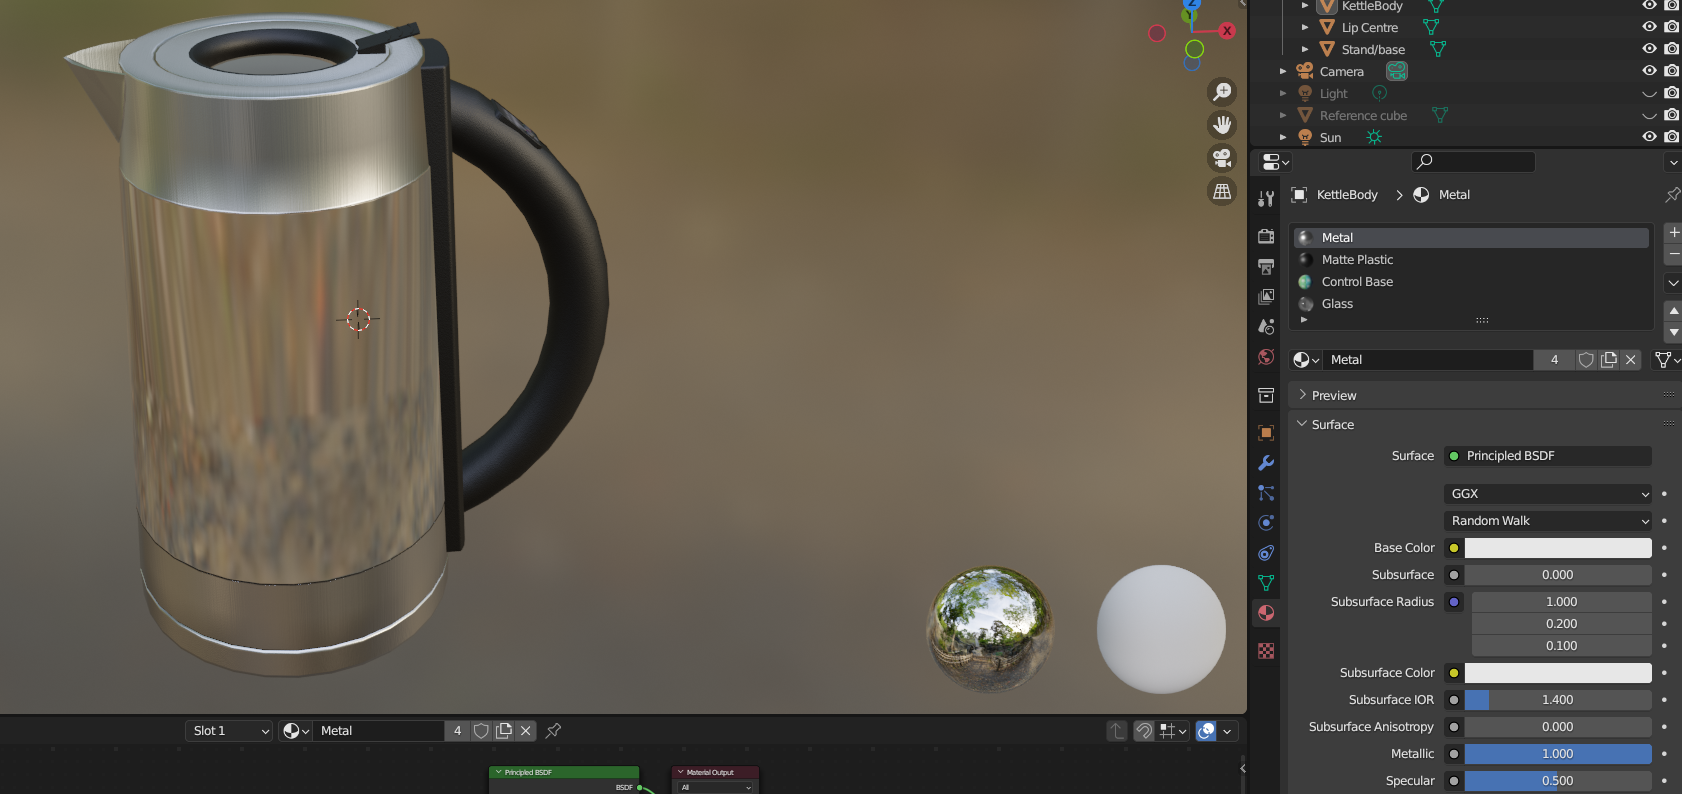 Z
Y
X
KettleBody
Lip Centre
Stand/base
Camera
Light
Reference cube
Sun
KettleBody > Metal
Metal
Matte Plastic
Control Base
Glass
Metal 4
Preview
Surface
Surface Principled BSDF
GGX
Random Walk
Base Color
Subsurface 0.000
Subsurface Radius 1.000
0.200
0.100
Subsurface Color
Subsurface IOR 1.400
Subsurface Anisotropy 0.000
Metallic 1.000
Specular 0.500
Slot 1 Metal 4
Principled BSDF
BSDF
Material Output
All